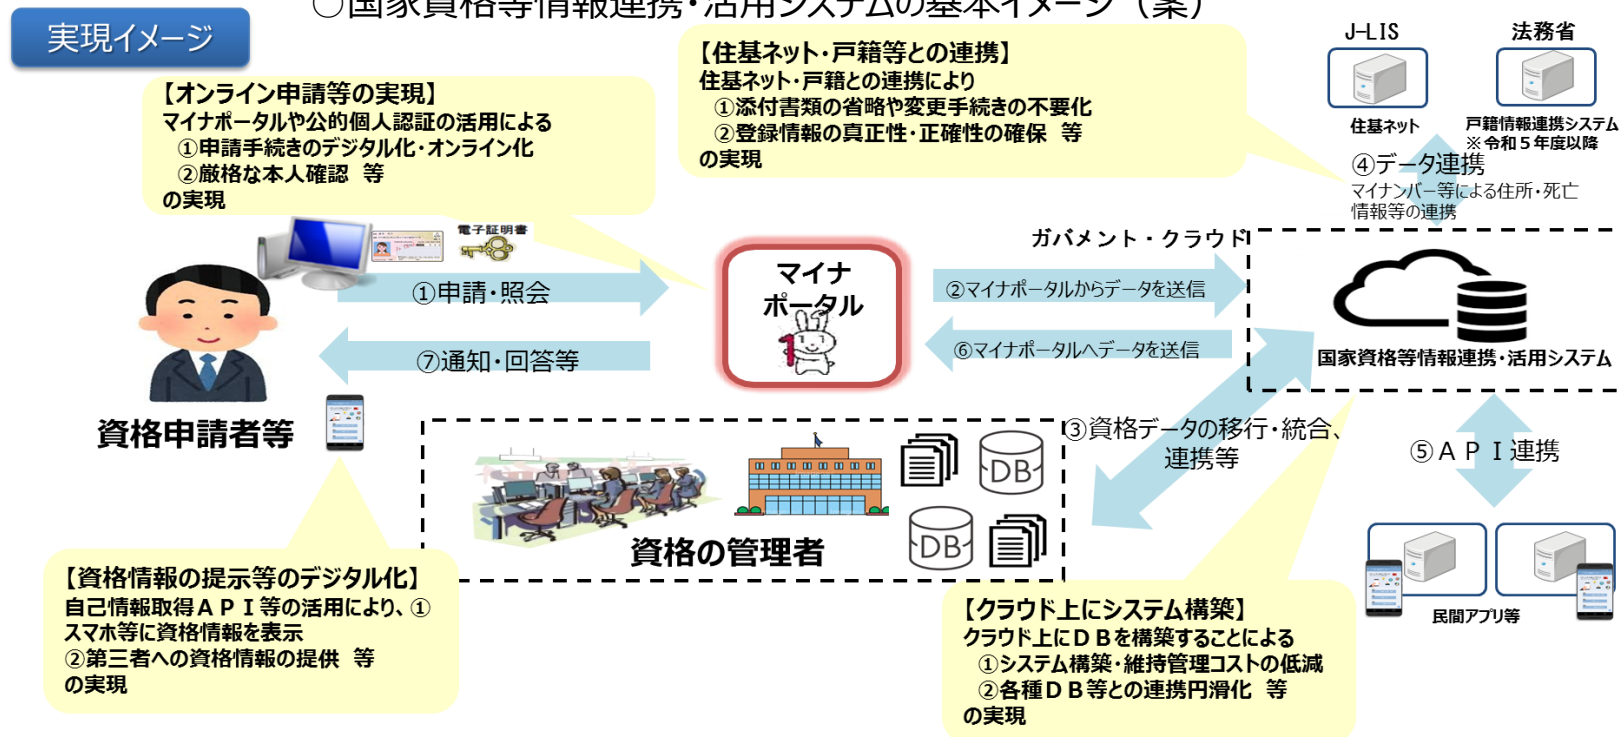 ○国家資格等情報連携・活用システムの基本イメージ（案）
実現イメージ
【オンライン申請等の実現】
マイナポータルや公的個人認証の活用による
①申請手続きのデジタル化・オンライン化
②厳格な本人確認 等
の実現
【住基ネット・戸籍等との連携】
住基ネット・戸籍との連携により
①添付書類の省略や変更手続きの不要化
②登録情報の真正性・正確性の確保 等
の実現
J-LIS
法務省
住基ネット
戸籍情報連携システム
※令和５年度以降
④データ連携
マイナンバー等による住所・死亡
情報等の連携
電子証明書
①申請・照会
⑦通知・回答等
マイナ
ポータル
1
ガバメント・クラウド
②マイナポータルからデータを送信
⑥マイナポータルへデータを送信
国家資格等情報連携・活用システム
資格申請者等
③資格データの移行・統合、
連携等
⑤ＡＰＩ連携
DB
DB
資格の管理者
民間アプリ等
【資格情報の提示等のデジタル化】
自己情報取得ＡＰＩ等の活用により、①
スマホ等に資格情報を表示
②第三者への資格情報の提供 等
の実現
【クラウド上にシステム構築】
クラウド上にＤＢを構築することによる
①システム構築・維持管理コストの低減
②各種ＤＢ等との連携円滑化 等
の実現